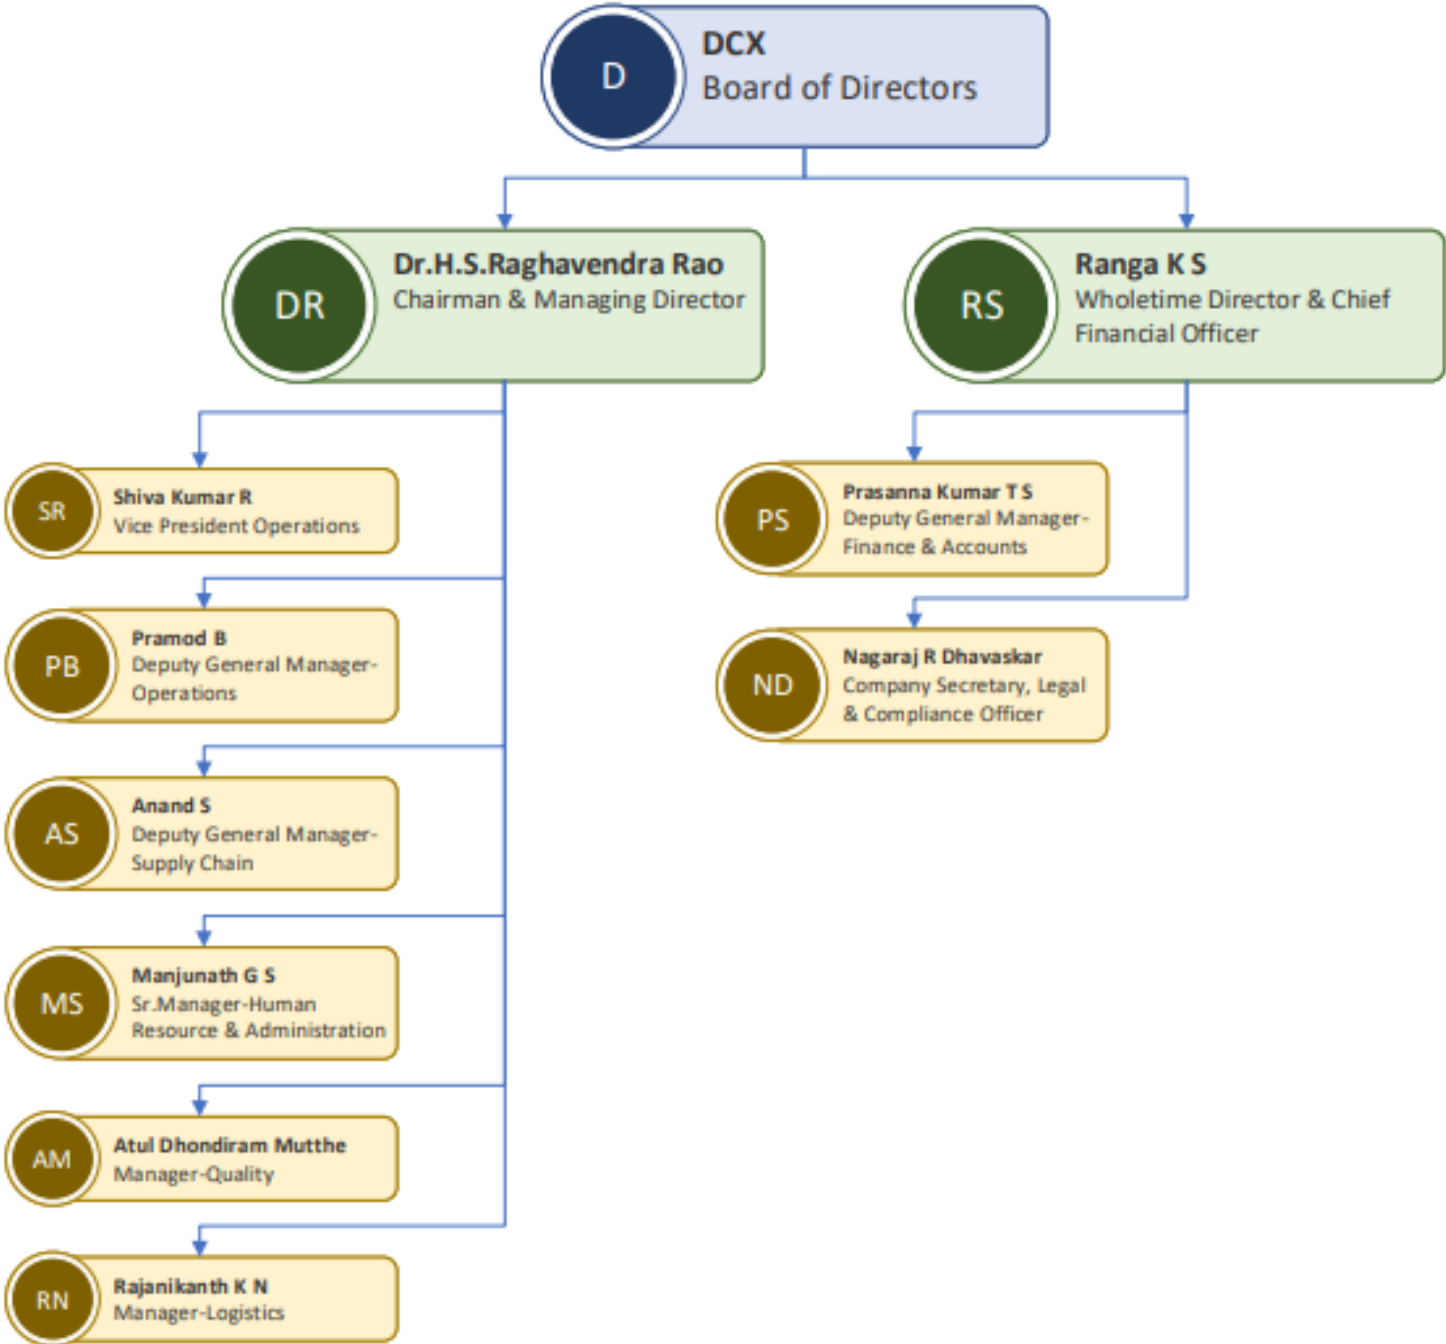 D
DCX
Board of Directors
DR
Dr.H.S.Raghavendra Rao
Chairman & Managing Director
RS
Ranga K S
Wholetime Director & Chief
Financial Officer
SR
Shiva Kumar R
Vice President Operations
PB
Pramod B
Deputy General Manager-
Operations
AS
Anand S
Deputy General Manager-
Supply Chain
MS
Manjunath G S
Sr.Manager-Human
Resource & Administration
AM
Atul Dhondiram Mutthe
Manager-Quality
RN
Rajanikanth K N
Manager-Logistics
PS
Prasanna Kumar T S
Deputy General Manager-
Finance & Accounts
ND
Nagaraj R Dhavaskar
Company Secretary, Legal
& Compliance Officer